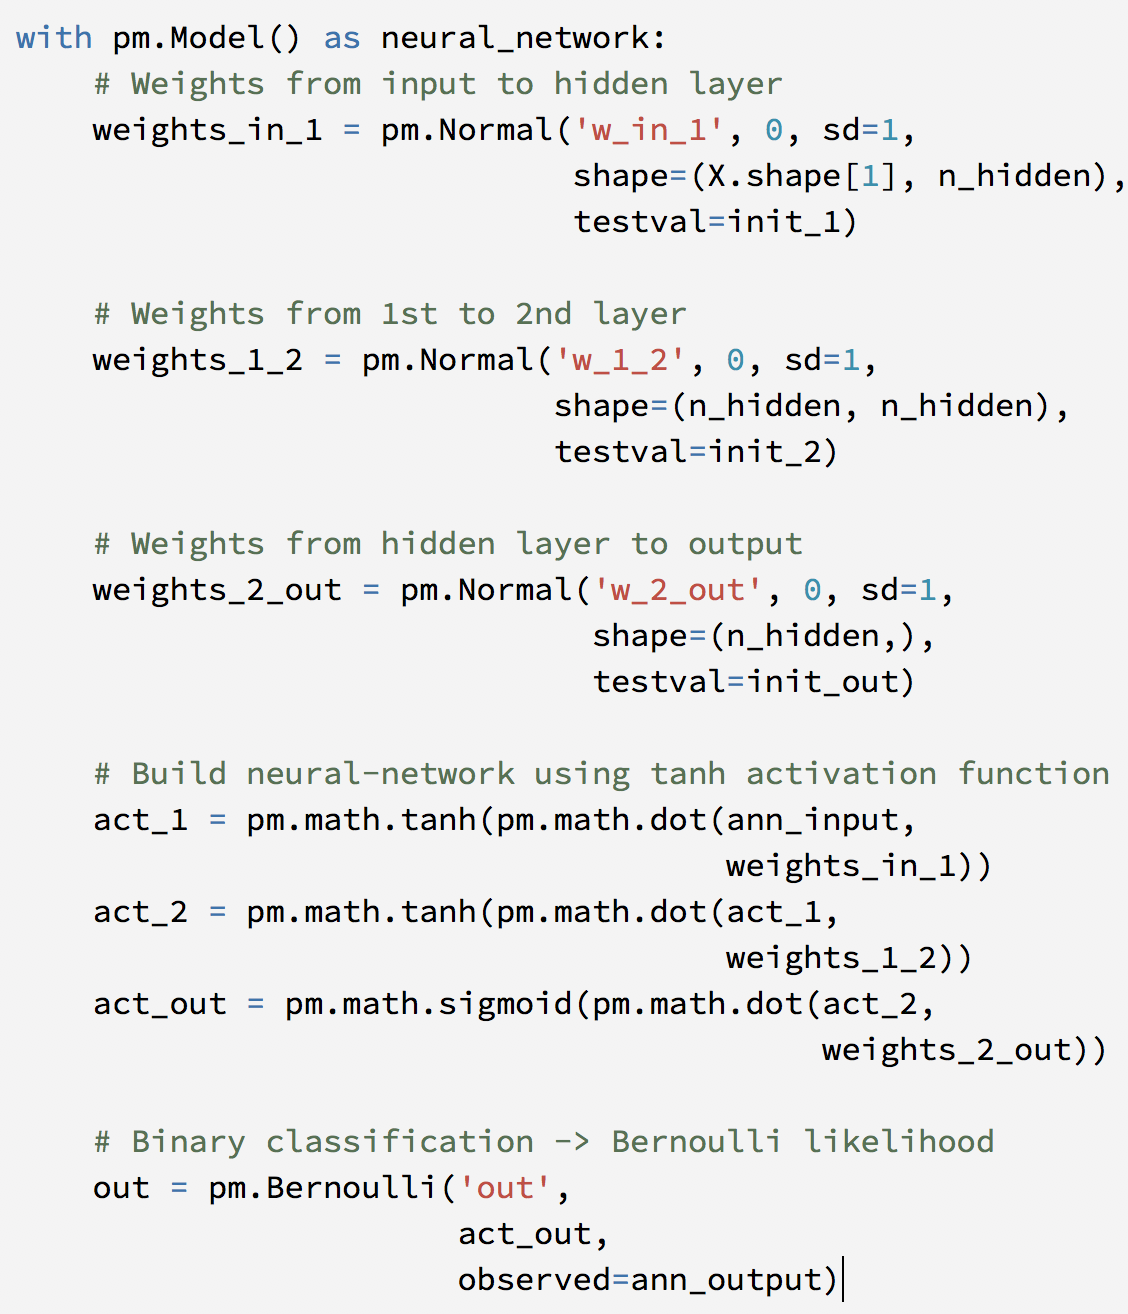 with pm.Model() as neural_network:
    # Weights from input to hidden layer
    weights_in_1 = pm.Normal('w_in_1', 0, sd=1,
                             shape=(X.shape[1], n_hidden),
                             testval=init_1)

    # Weights from 1st to 2nd layer
    weights_1_2 = pm.Normal('w_1_2', 0, sd=1,
                            shape=(n_hidden, n_hidden),
                            testval=init_2)

    # Weights from hidden layer to output
    weights_2_out = pm.Normal('w_2_out', 0, sd=1,
                              shape=(n_hidden,),
                              testval=init_out)

    # Build neural-network using tanh activation function
    act_1 = pm.math.tanh(pm.math.dot(ann_input,
                                     weights_in_1))
    act_2 = pm.math.tanh(pm.math.dot(act_1,
                                     weights_1_2))
    act_out = pm.math.sigmoid(pm.math.dot(act_2,
                                          weights_2_out))

    # Binary classification -> Bernoulli likelihood
    out = pm.Bernoulli('out',
                       act_out,
                       observed=ann_output)